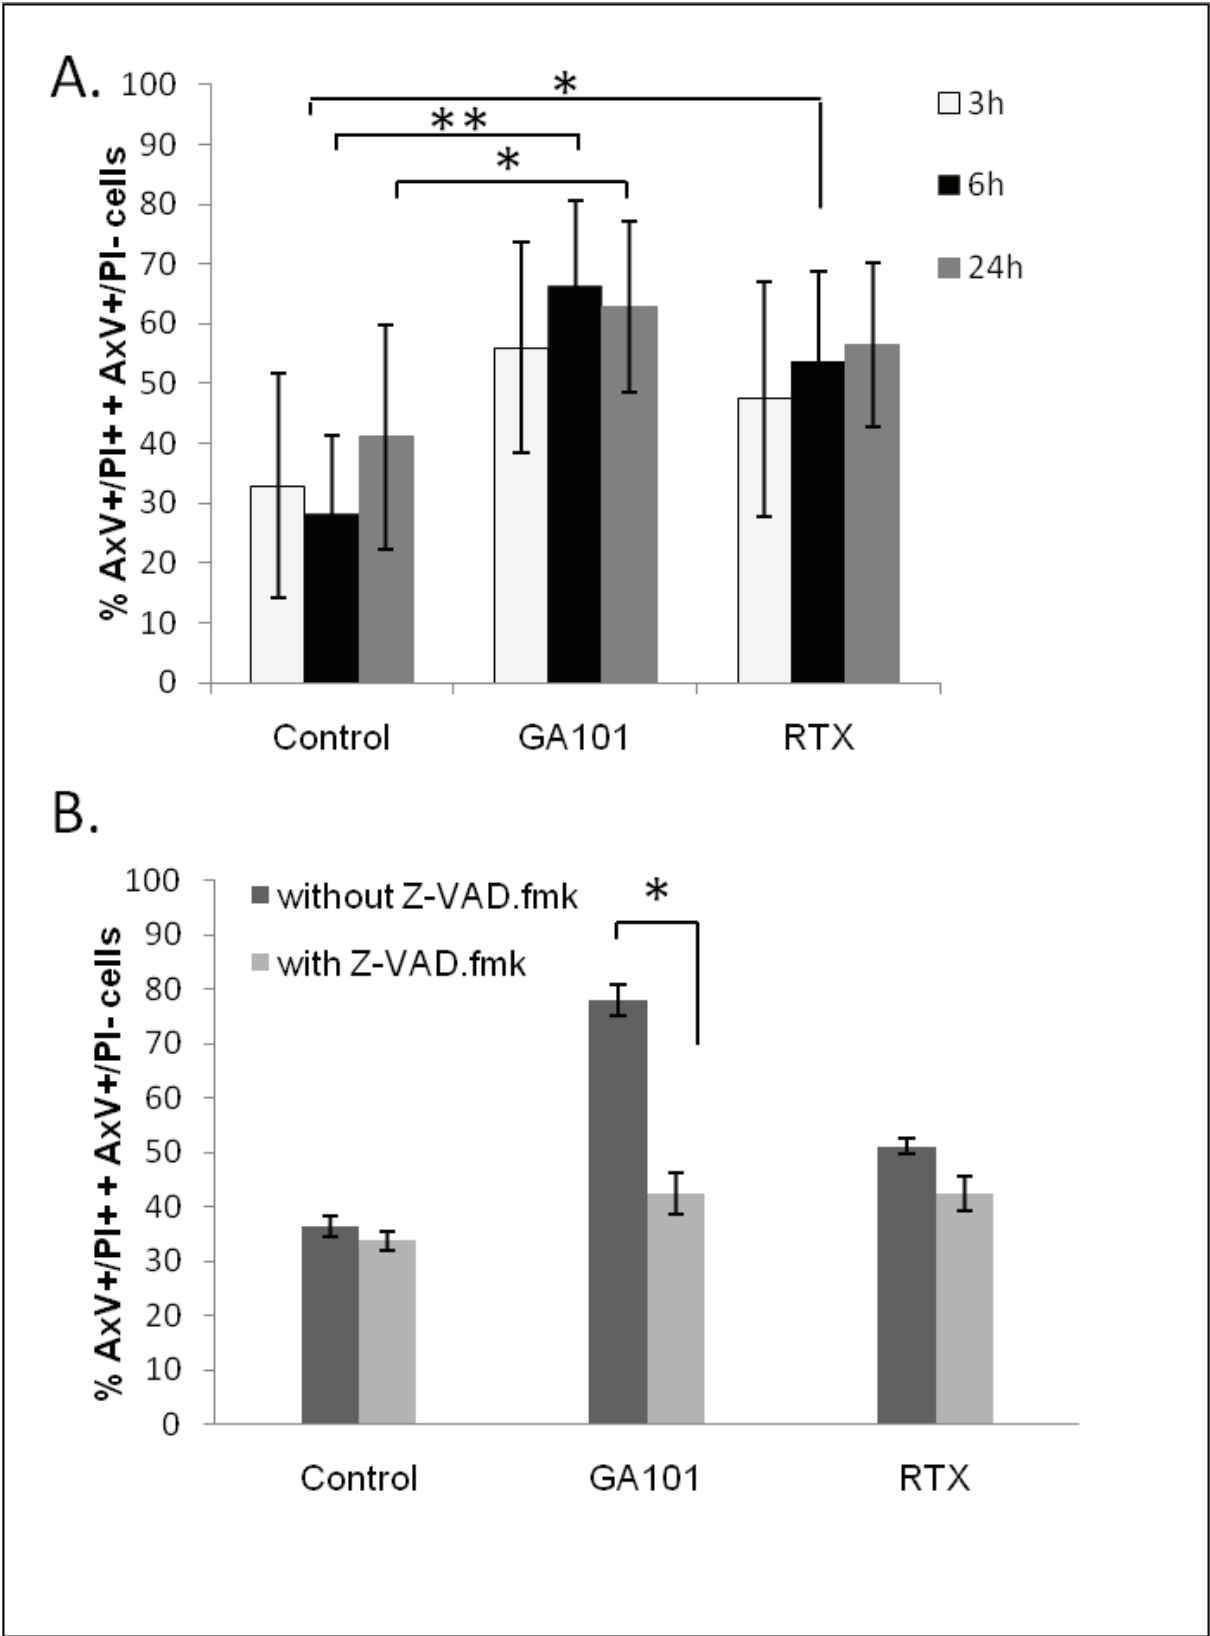 A.
% AxV+/PI+ + AxV+/PI- cells
100
90
80
70
60
50
40
30
20
10
0
*
**
*
3h
6h
24h
Control GA101 RTX
B.
% AxV+/PI+ + AxV+/PI- cells
100
90
80
70
60
50
40
30
20
10
0
without Z-VAD.fmk
with Z-VAD.fmk
*
Control GA101 RTX